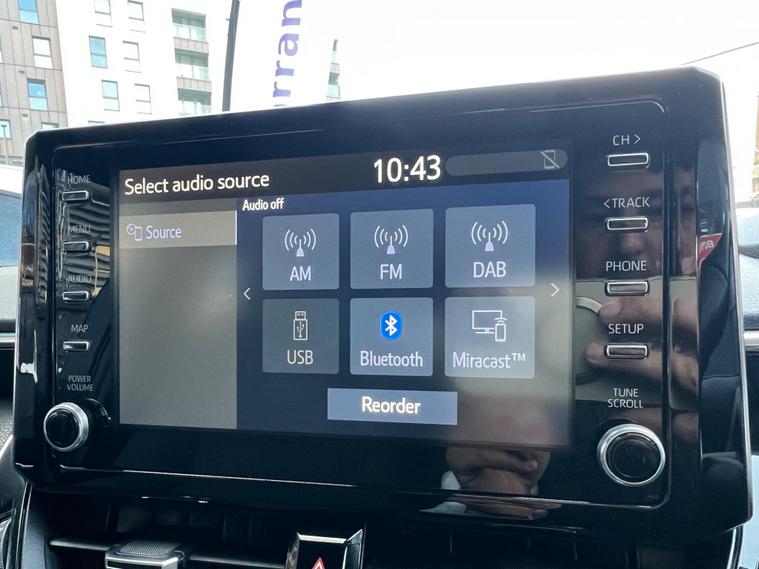 rran
Select audio source
10:43
Audio off
Source
AM
FM
DAB
USB
Bluetooth
Miracast™
Reorder
HOME
MENU
AUDIO
MAP
POWER
VOLUME
CH >
< TRACK
PHONE
SETUP
TUNE
SCROLL